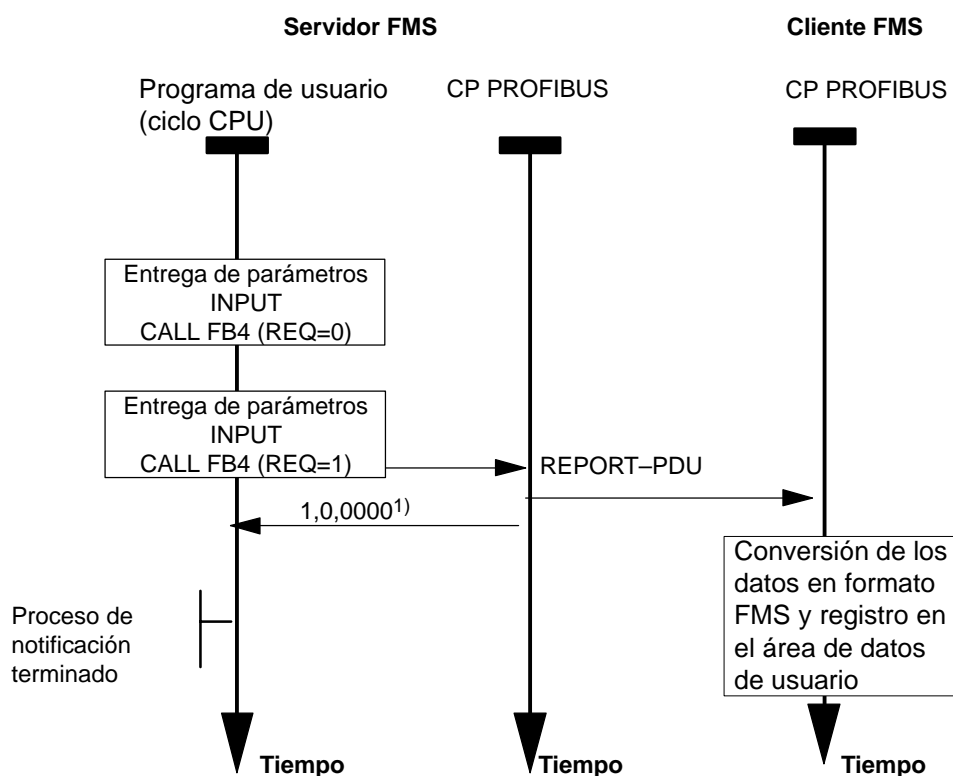 Servidor FMS
Cliente FMS
Programa de usuario
(ciclo CPU)
CP PROFIBUS
CP PROFIBUS
Entrega de parámetros
INPUT
CALL FB4 (REQ=0)
Entrega de parámetros
INPUT
CALL FB4 (REQ=1)
REPORT–PDU
1,0,0000¹⁾
Conversión de los
datos en formato
FMS y registro en
el área de datos
de usuario
Proceso de
notificación
terminado
Tiempo
Tiempo
Tiempo